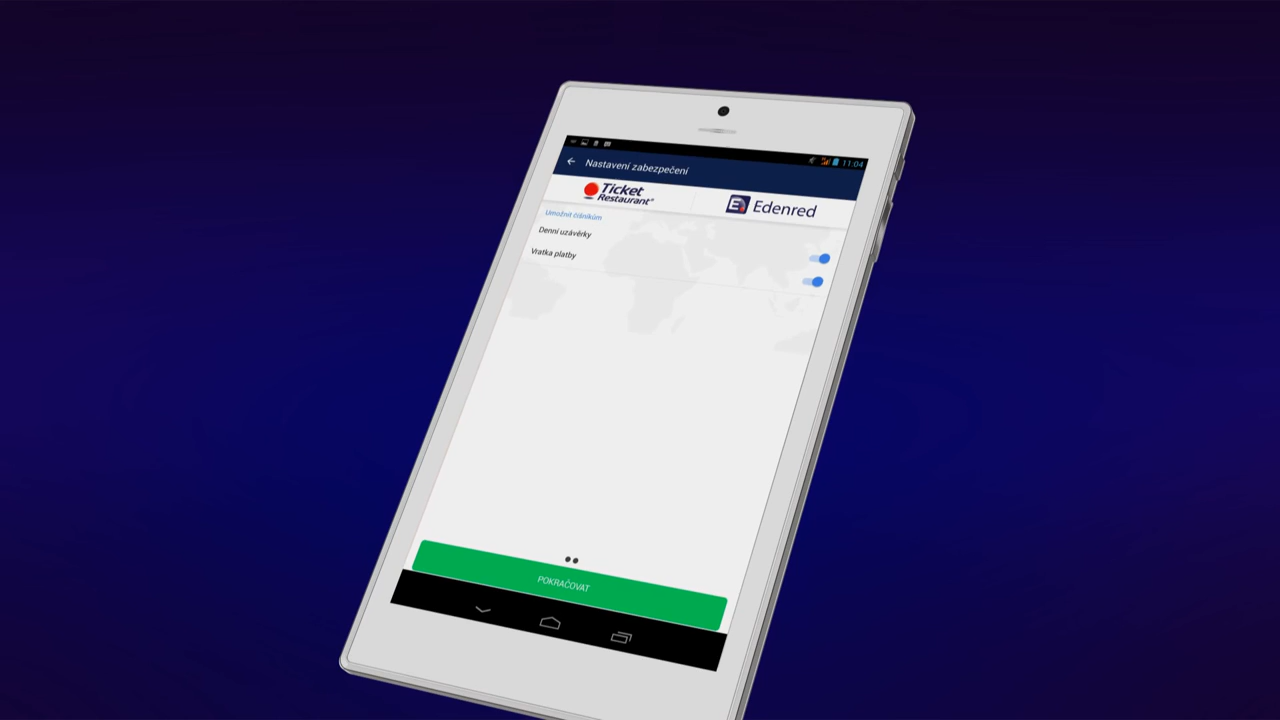 11:04
Nastavení zabezpečení
Ticket
Restaurant®
Edenred
Umožnit číšníkům
Denní uzávěrky
Vratka platby
POKRAČOVAT